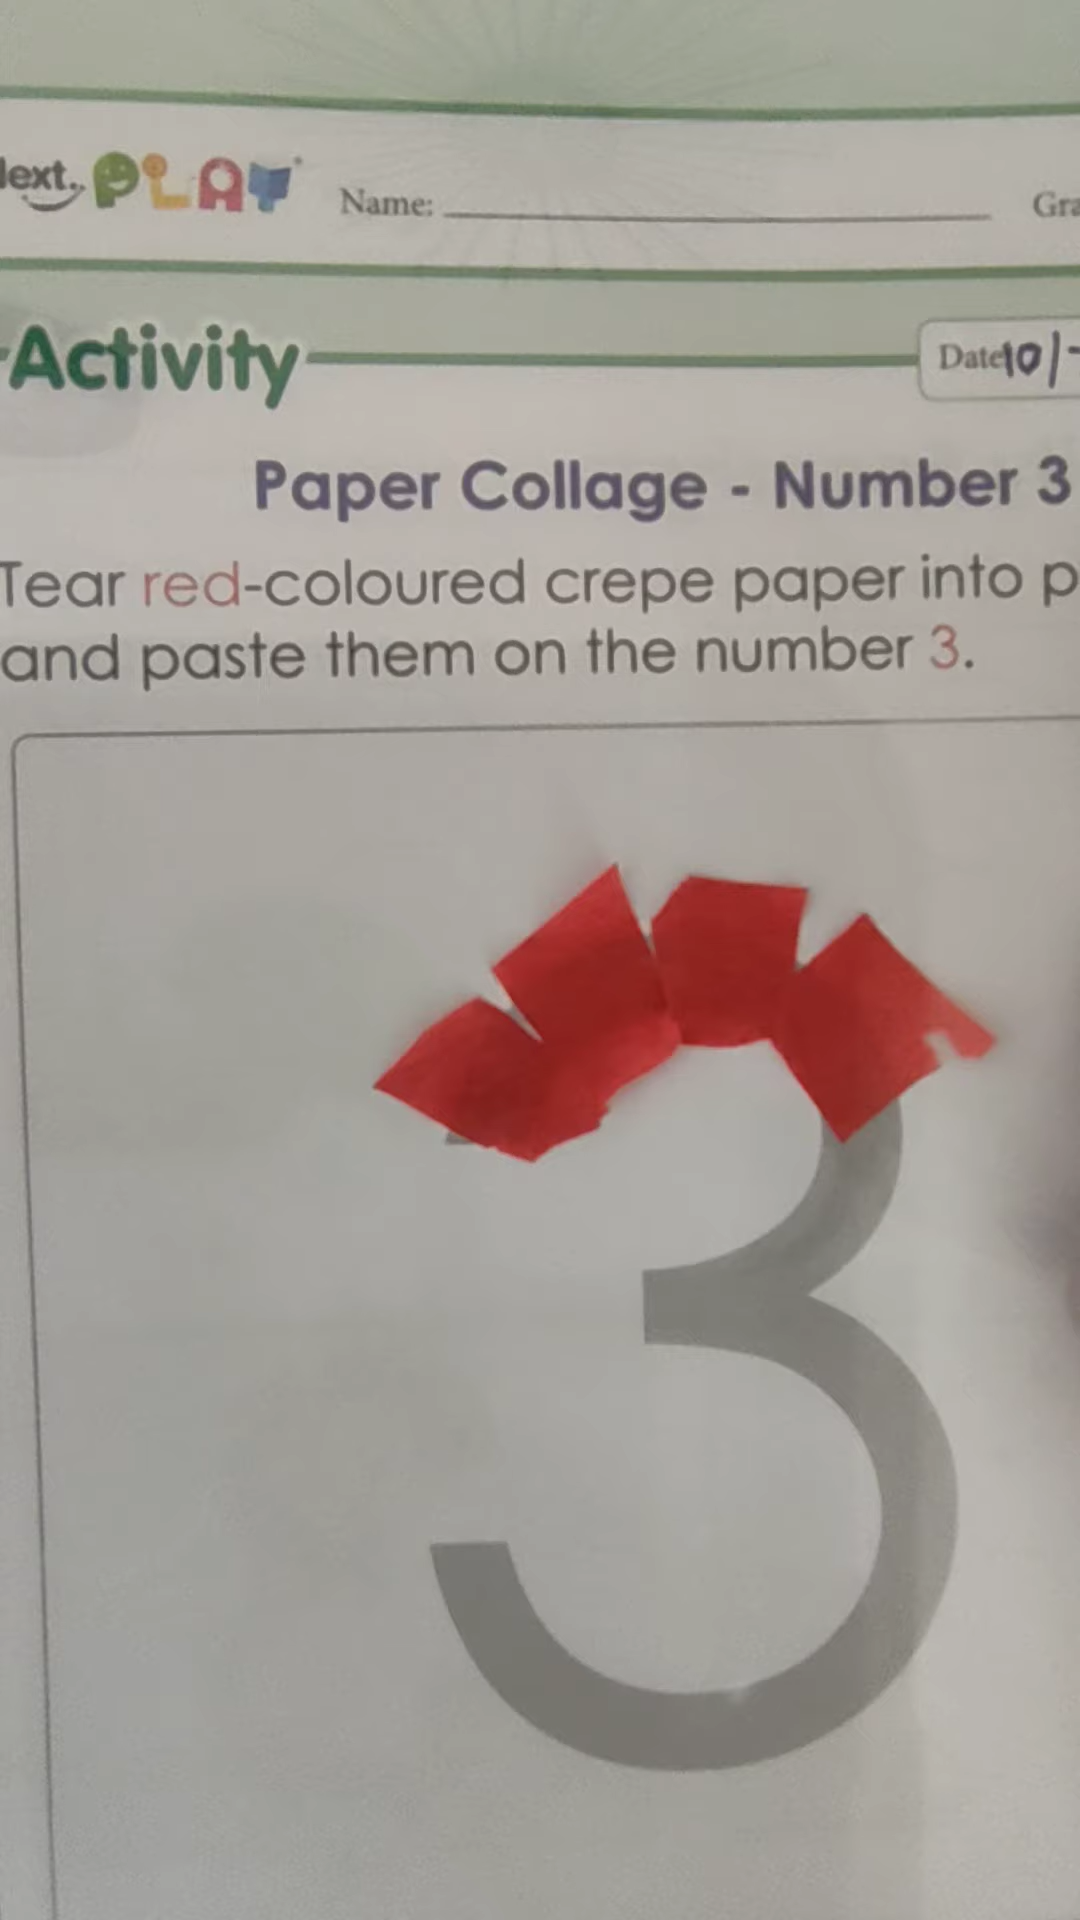 Next. PLAY Name:
Activity
Date 10/-
Paper Collage - Number 3
Tear red-coloured crepe paper into
and paste them on the number 3.
3